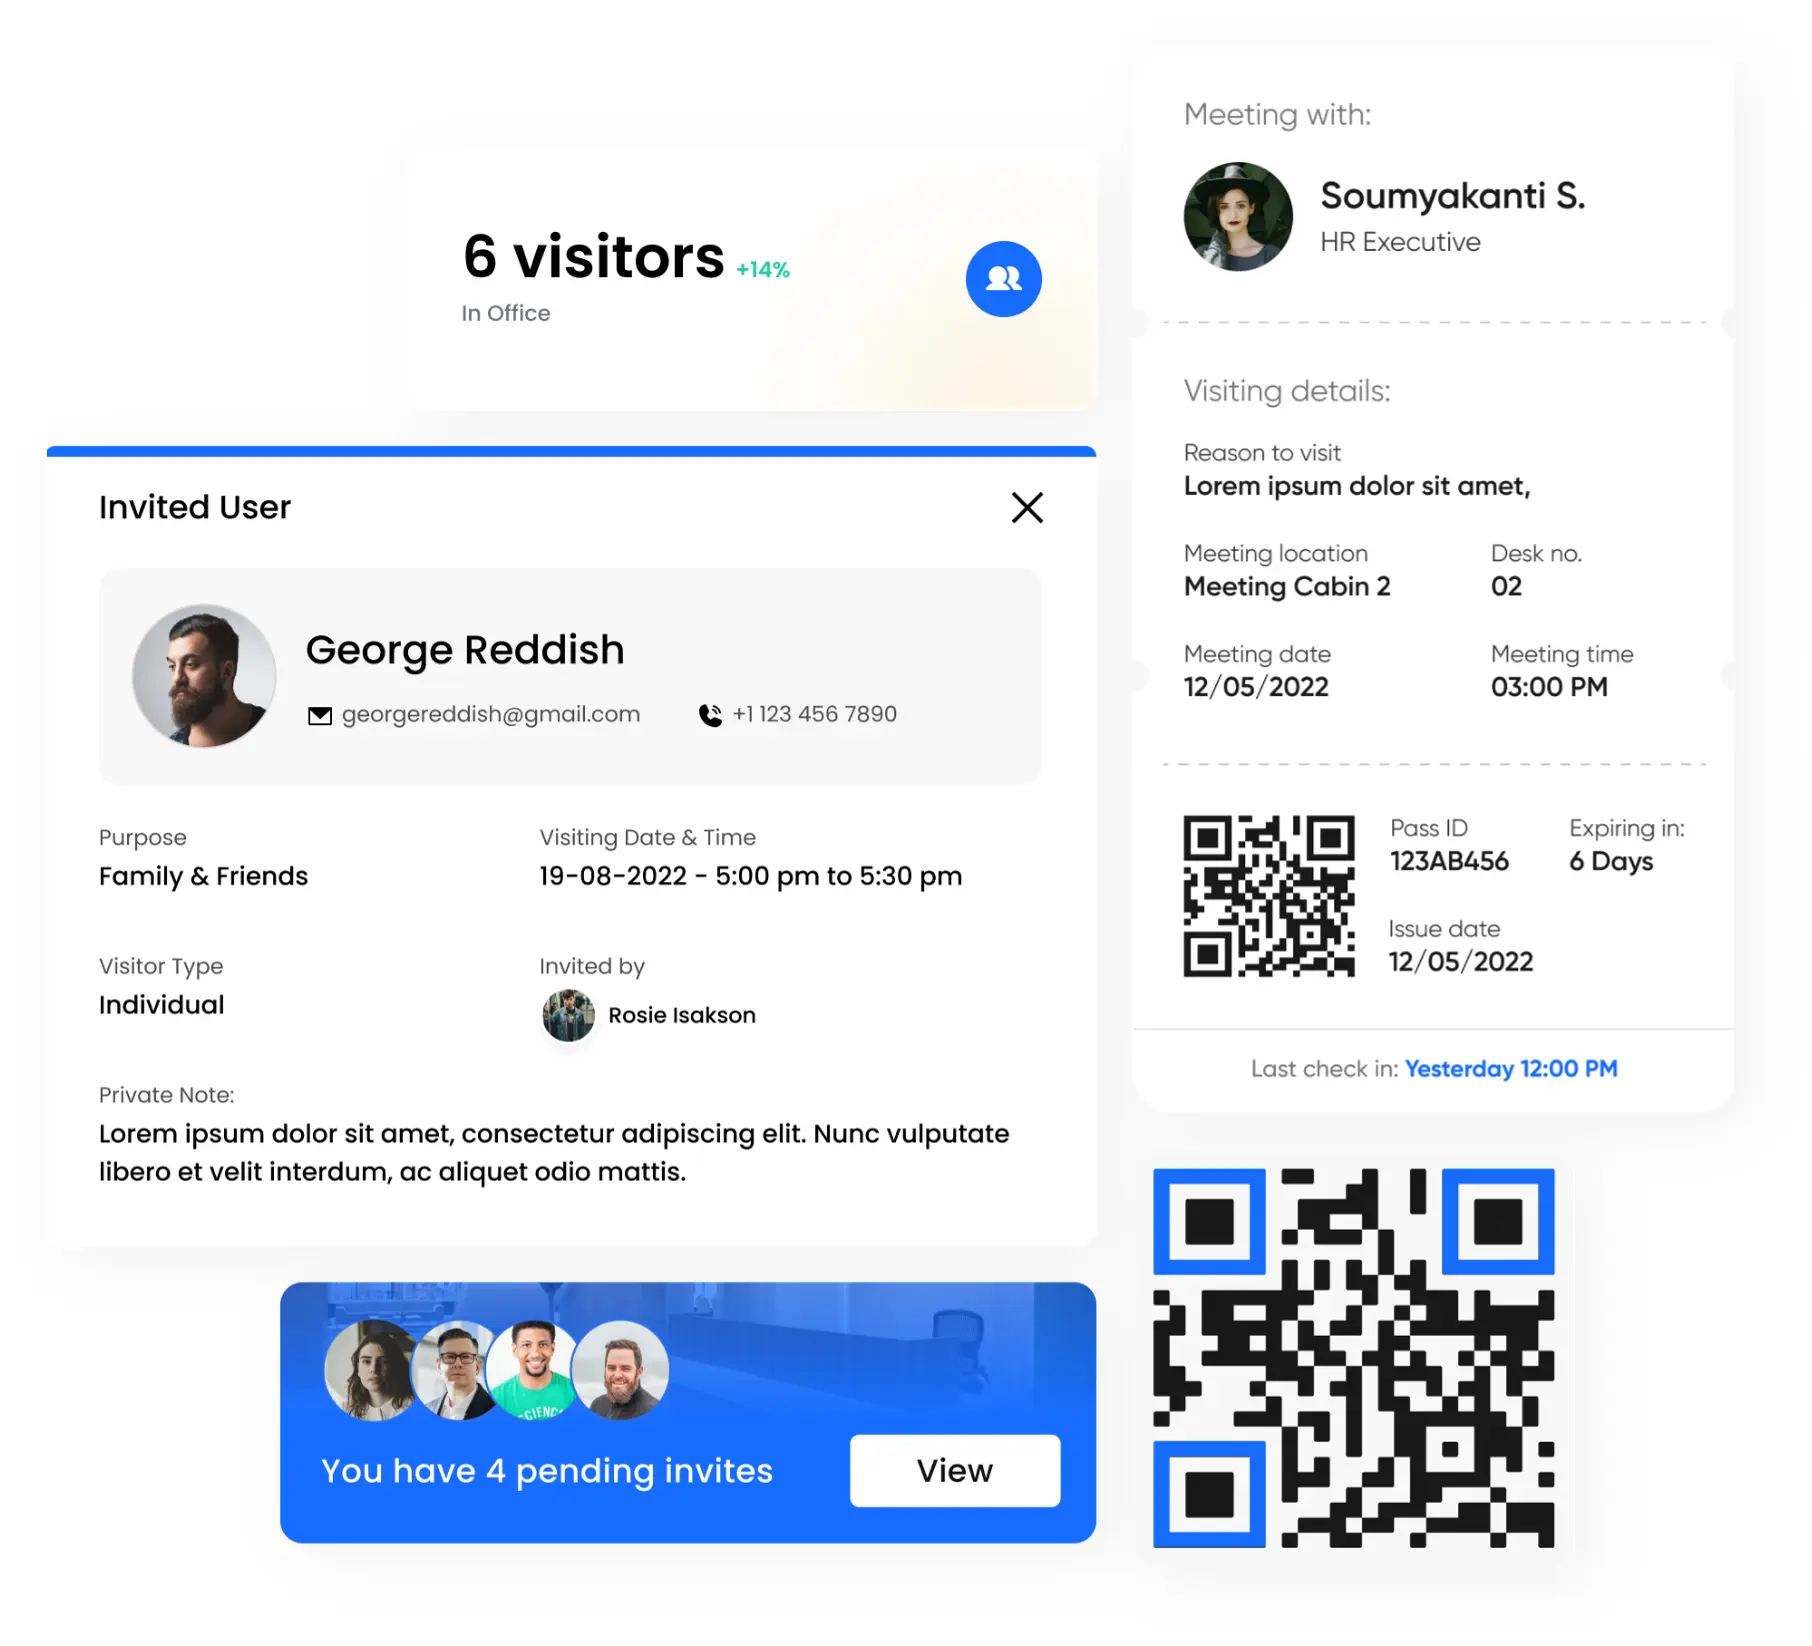 6 visitors +14%
In Office
Invited User
George Reddish
georgereddish@gmail.com +1 123 456 7890
Purpose
Family & Friends
Visiting Date & Time
19-08-2022 - 5:00 pm to 5:30 pm
Visitor Type
Individual
Invited by
Rosie Isakson
Private Note:
Lorem ipsum dolor sit amet, consectetur adipiscing elit. Nunc vulputate
libero et velit interdum, ac aliquet odio mattis.
You have 4 pending invites
View
Meeting with:
Soumyakanti S.
HR Executive
Visiting details:
Reason to visit
Lorem ipsum dolor sit amet,
Meeting location
Meeting Cabin 2
Desk no.
02
Meeting date
12/05/2022
Meeting time
03:00 PM
Pass ID
123AB456
Expiring in:
6 Days
Issue date
12/05/2022
Last check in: Yesterday 12:00 PM